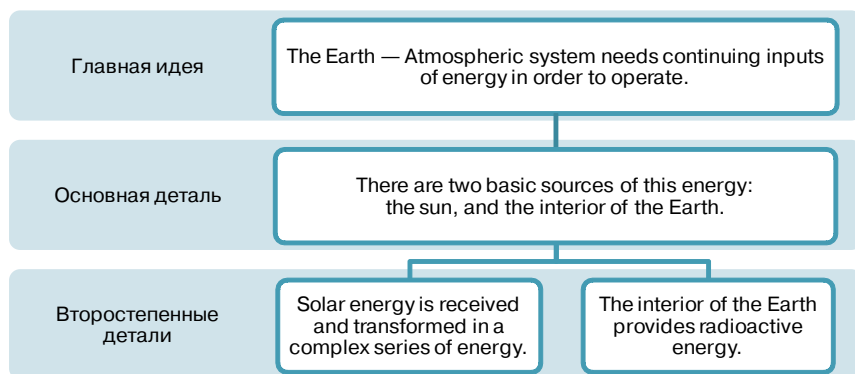 Главная идея
The Earth — Atmospheric system needs continuing inputs
of energy in order to operate.
Основная деталь
There are two basic sources of this energy:
the sun, and the interior of the Earth.
Второстепенные
детали
Solar energy is received
and transformed in a
complex series of energy.
The interior of the Earth
provides radioactive
energy.